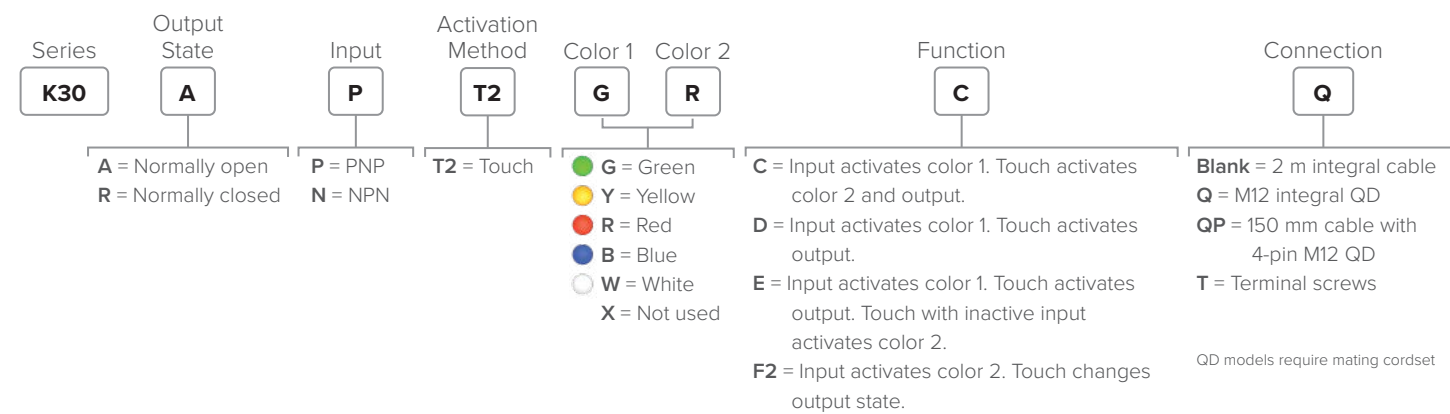 Series
Output
State
Input
Activation
Method
Color 1
Color 2
Function
Connection
K30
A
P
T2
G
R
C
Q
A = Normally open
R = Normally closed
P = PNP
N = NPN
T2 = Touch
G = Green
Y = Yellow
R = Red
B = Blue
W = White
X = Not used
C = Input activates color 1. Touch activates
color 2 and output.
D = Input activates color 1. Touch activates
output.
E = Input activates color 1. Touch activates
output. Touch with inactive input
activates color 2.
F2 = Input activates color 2. Touch changes
output state.
Blank = 2 m integral cable
Q = M12 integral QD
QP = 150 mm cable with
4-pin M12 QD
T = Terminal screws
QD models require mating cordset